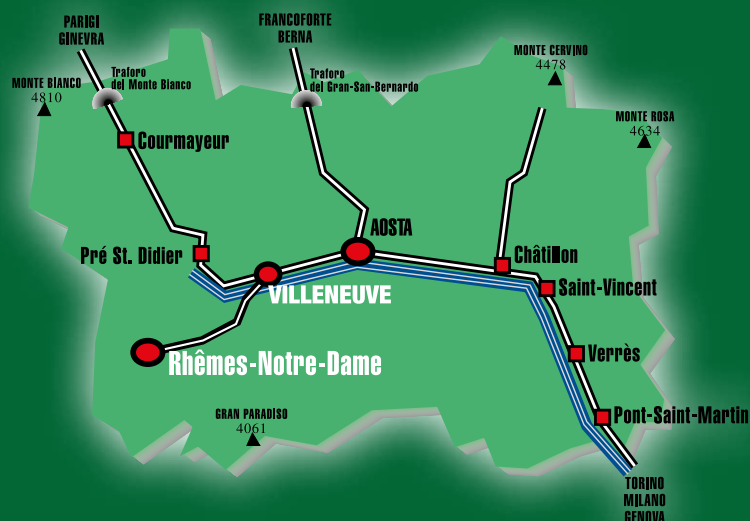 PARIGI
GINEVRA
FRANCOFORTE
BERNA
MONTE BIANCO
4810
Traforo
del Monte Bianco
Traforo
del Gran-San-Bernardo
MONTE CERVINO
4478
MONTE ROSA
4634
Courmayeur
AOSTA
Pré St. Didier
Châtillon
VILLENEUVE
Saint-Vincent
Rhêmes-Notre-Dame
Verrès
GRAN PARADISO
4061
Pont-Saint-Martin
TORINO
MILANO
GENOVA